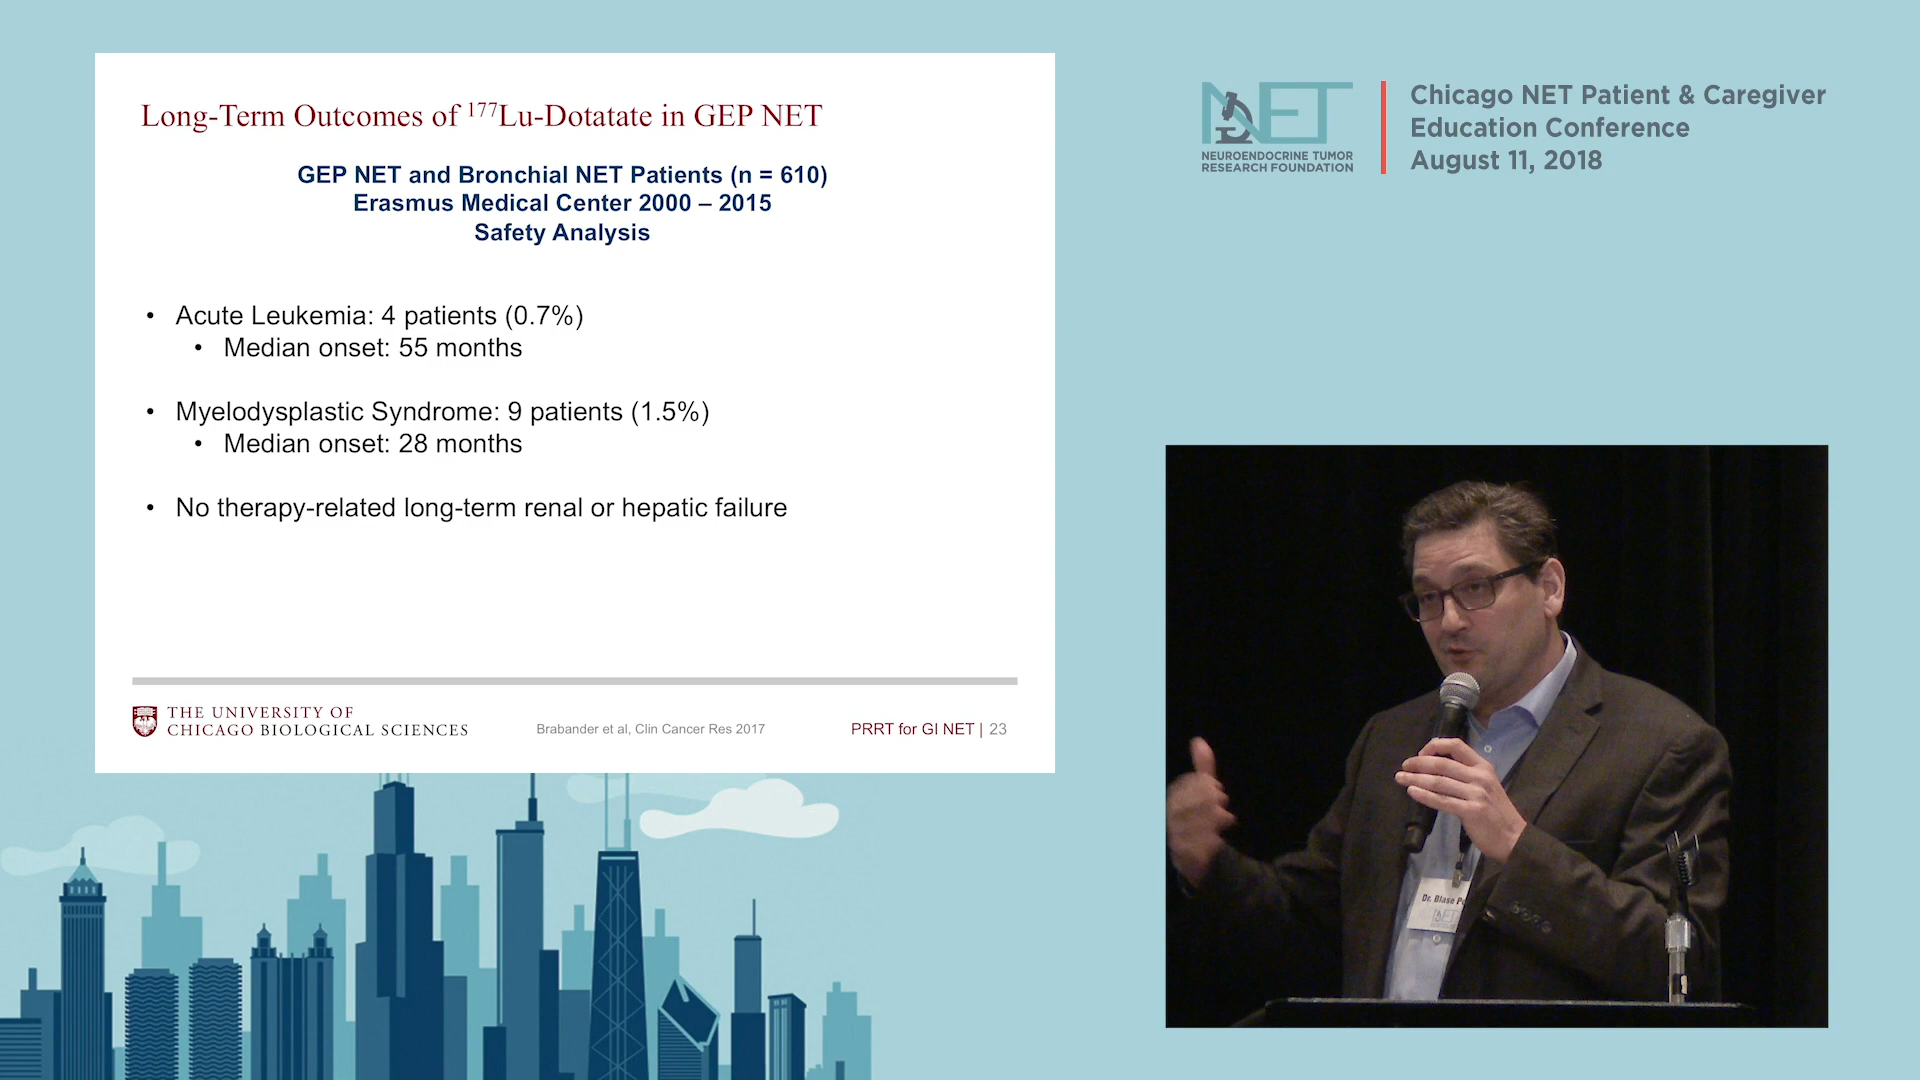 Long-Term Outcomes of ¹⁷⁷Lu-Dotatate in GEP NET
GEP NET and Bronchial NET Patients (n = 610)
Erasmus Medical Center 2000 – 2015
Safety Analysis
• Acute Leukemia: 4 patients (0.7%)
• Median onset: 55 months
• Myelodysplastic Syndrome: 9 patients (1.5%)
• Median onset: 28 months
• No therapy-related long-term renal or hepatic failure
THE UNIVERSITY OF
CHICAGO BIOLOGICAL SCIENCES
Brabander et al, Clin Cancer Res 2017
PRRT for GI NET | 23
NET
NEUROENDOCRINE TUMOR
RESEARCH FOUNDATION
Chicago NET Patient & Caregiver
Education Conference
August 11, 2018
Dr. Blase
NET